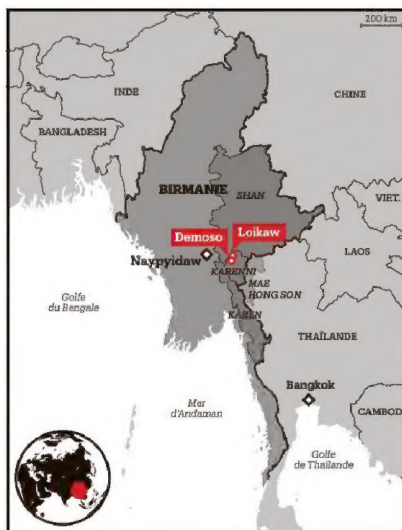 200 km
INDE
CHINE
BANGLADESH
BIRMANIE
SHAN
VIET.
Demoso
Loikaw
LAOS
Naypyidaw
KARENNI
MAE
HONG SON
Golfe
du Bengale
KAREN
THAÏLANDE
Bangkok
Mer
d'Andaman
CAMBOD
Golfe
de Thaïlande